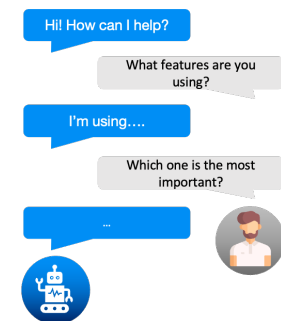 Hi! How can I help?
What features are you
using?
I'm using....
Which one is the most
important?
...